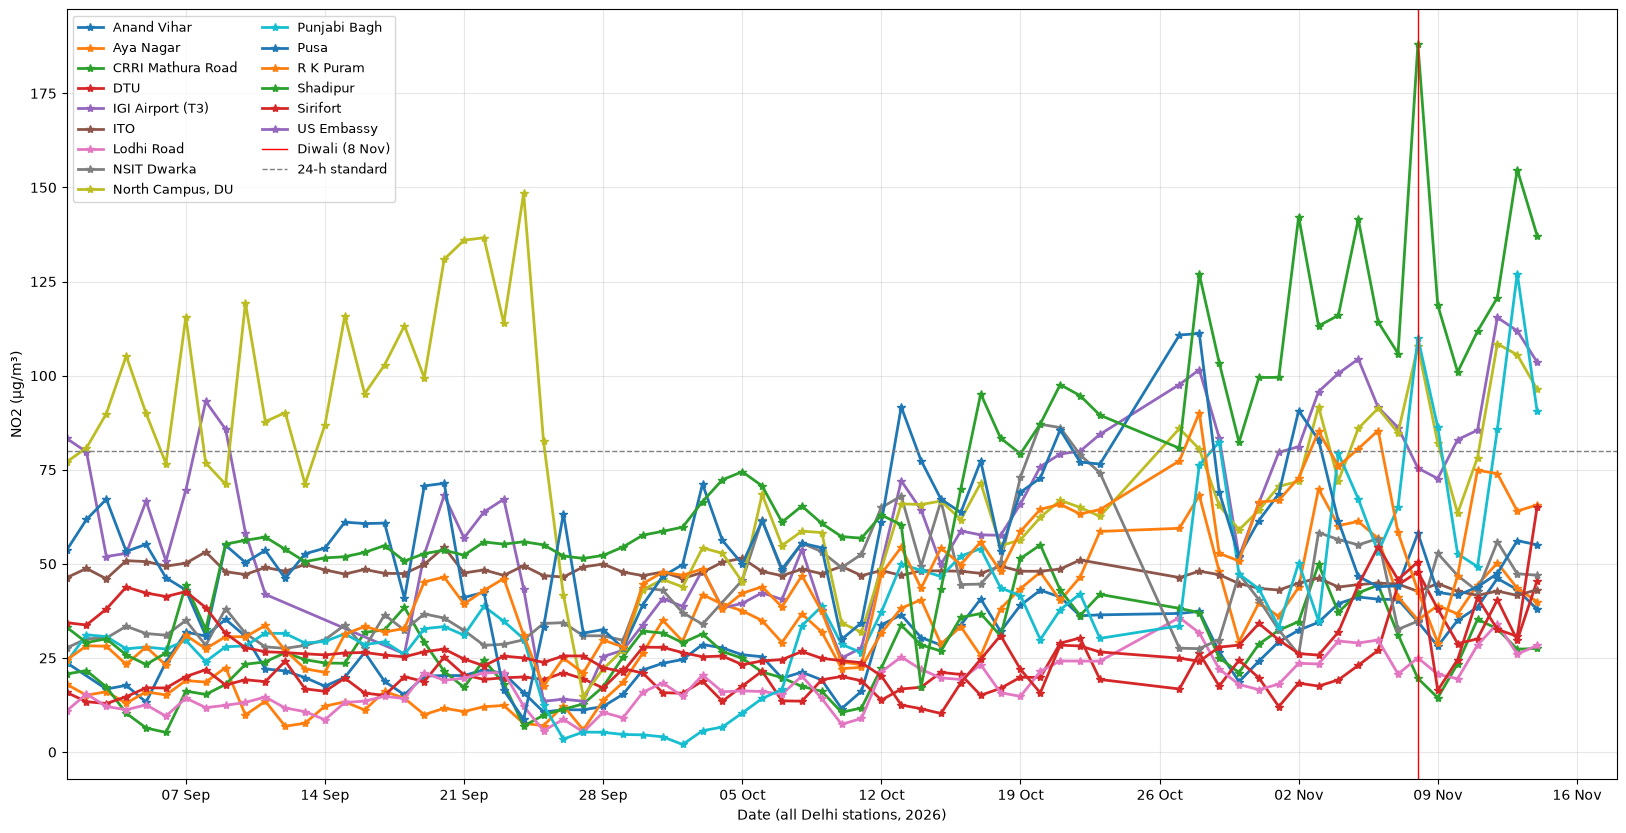 Anand Vihar
Aya Nagar
CRRI Mathura Road
DTU
IGI Airport (T3)
ITO
Lodhi Road
NSIT Dwarka
North Campus, DU
Punjabi Bagh
Pusa
R K Puram
Shadipur
Sirifort
US Embassy
Diwali (8 Nov)
24-h standard
NO2 (µg/m³)
175
150
125
100
75
50
25
0
07 Sep
14 Sep
21 Sep
28 Sep
05 Oct
12 Oct
19 Oct
26 Oct
02 Nov
09 Nov
16 Nov
Date (all Delhi stations, 2026)